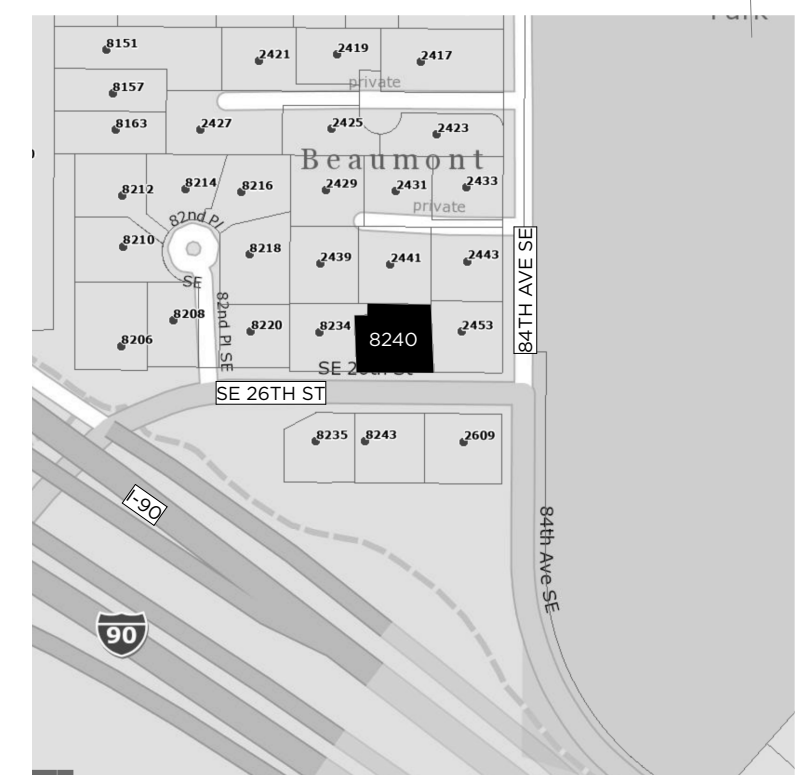 Park
8151
2421
2419
2417
8157
private
8163
2427
2425
2423
Beaumont
8212
8214
8216
2429
2431
2433
82nd Pl
private
8210
8218
2439
2441
2443
SE
84TH AVE SE
8208
82nd Pl SE
8220
8234
8240
2453
8206
SE 26th St
SE 26TH ST
8235
8243
2609
I-90
84th Ave SE
90